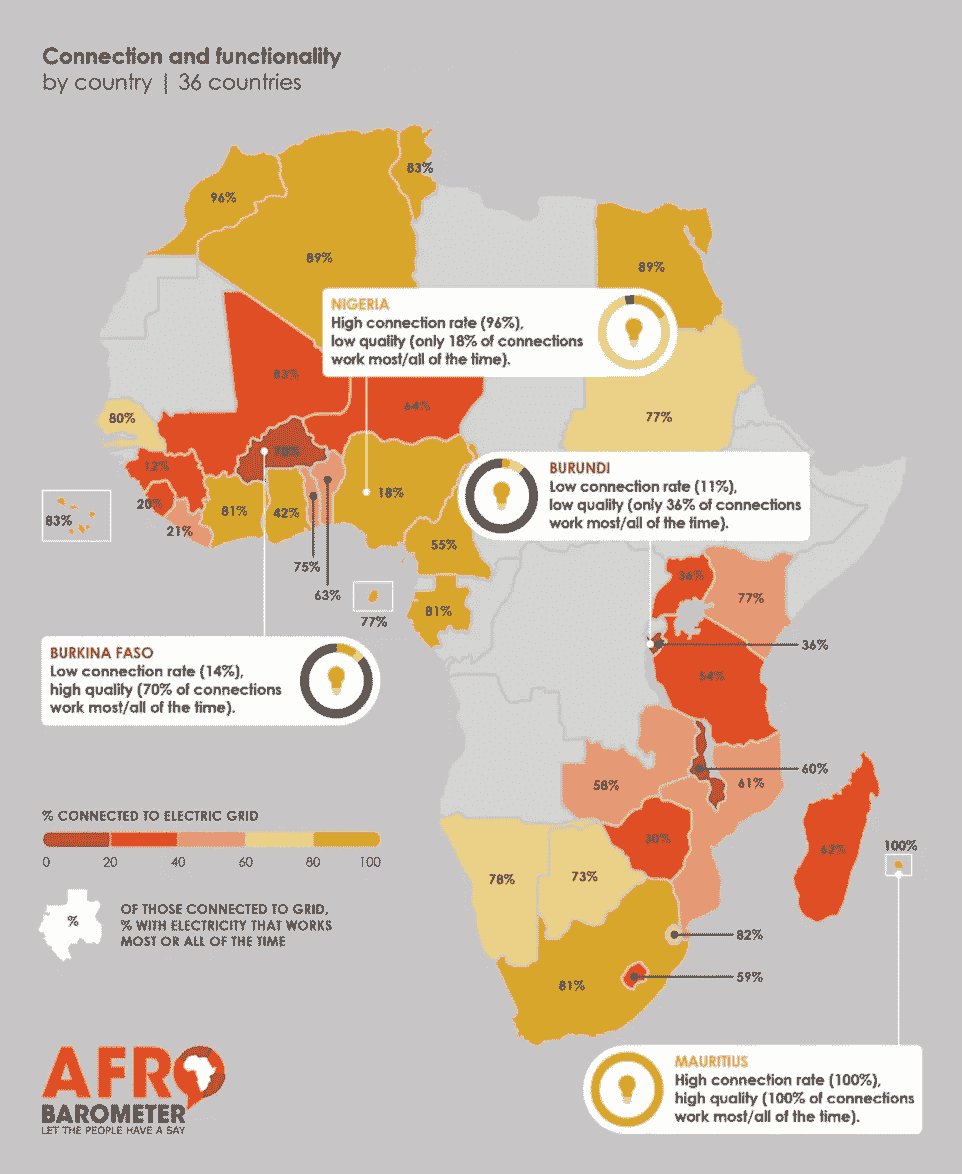 Connection and functionality
by country | 36 countries
83%
96%
89%
89%
NIGERIA
High connection rate (96%),
low quality (only 18% of connections
work most/all of the time).
83%
64%
77%
80%
BURUNDI
Low connection rate (11%),
low quality (only 36% of connections
work most/all of the time).
12%
20%
21%
81%
42%
18%
83%
55%
75%
63%
77%
81%
36%
77%
36%
BURKINA FASO
Low connection rate (14%),
high quality (70% of connections
work most/all of the time).
54%
60%
58%
61%
% CONNECTED TO ELECTRIC GRID
0 20 40 60 80 100
30%
62%
100%
78%
73%
%
OF THOSE CONNECTED TO GRID,
% WITH ELECTRICITY THAT WORKS
MOST OR ALL OF THE TIME
82%
59%
81%
AFRO
BAROMETER
LET THE PEOPLE HAVE A SAY
MAURITIUS
High connection rate (100%),
high quality (100% of connections
work most/all of the time).